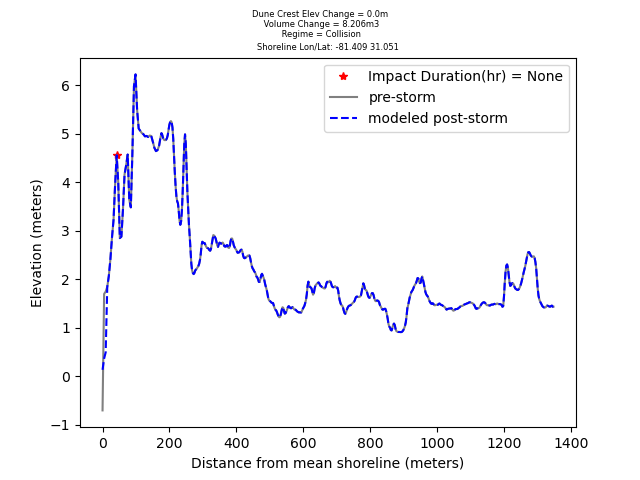 Dune Crest Elev Change = 0.0m
Volume Change = 8.206m3
Regime = Collision
Shoreline Lon/Lat: -81.409 31.051
Impact Duration(hr) = None
pre-storm
modeled post-storm
6
5
4
3
2
1
0
−1
Elevation (meters)
0 200 400 600 800 1000 1200 1400
Distance from mean shoreline (meters)